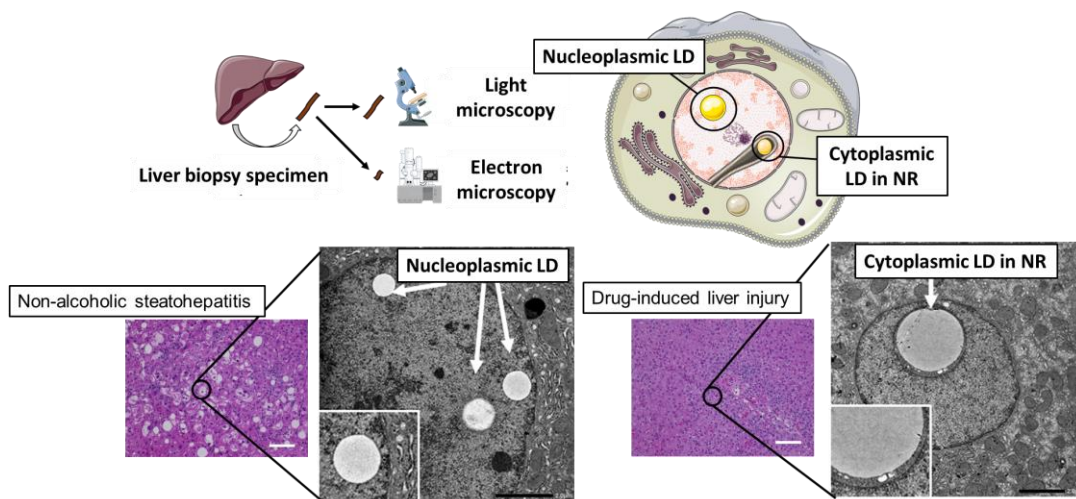 Nucleoplasmic LD
Light
microscopy
Liver biopsy specimen
Electron
microscopy
Cytoplasmic
LD in NR
Nucleoplasmic LD
Cytoplasmic LD in NR
Non-alcoholic steatohepatitis
Drug-induced liver injury